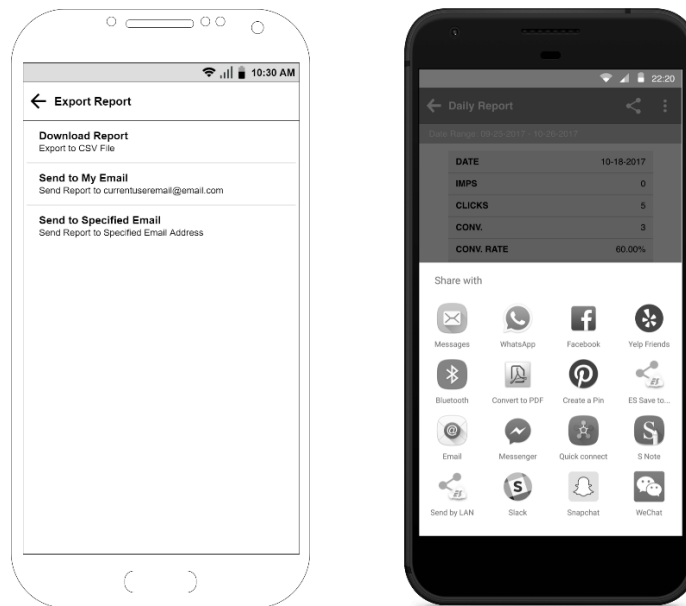 10:30 AM
Export Report
Download Report
Export to CSV File
Send to My Email
Send Report to currentuseremail@email.com
Send to Specified Email
Send Report to Specified Email Address
22:20
Daily Report
Date Range: 09-25-2017 - 10-26-2017
DATE 10-18-2017
IMPS 0
CLICKS 5
CONV. 3
CONV. RATE 60.00%
Share with
Messages WhatsApp Facebook Yelp Friends
Bluetooth Convert to PDF Create a Pin ES Save to...
Email Messenger Quick connect S Note
Send by LAN Slack Snapchat WeChat